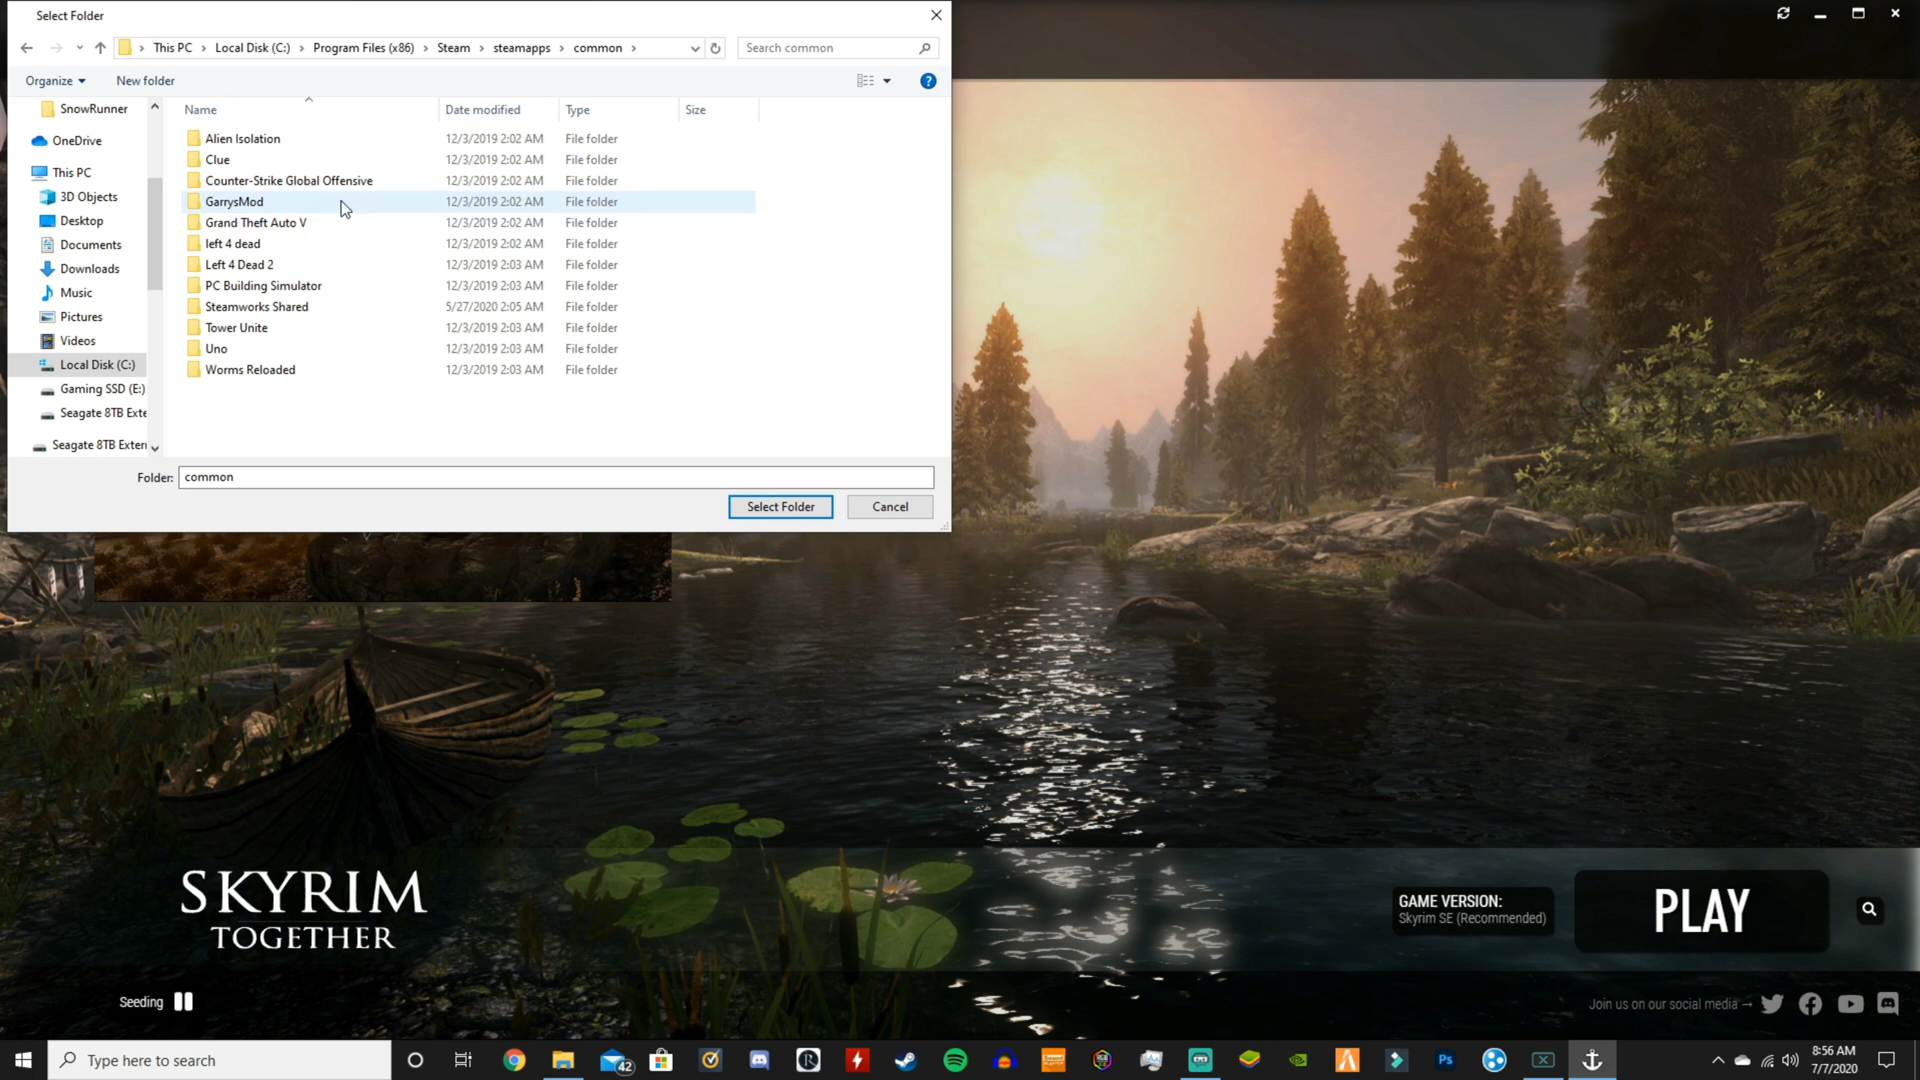 Select Folder
This PC > Local Disk (C:) > Program Files (x86) > Steam > steamapps > common >
Search common
Organize
New folder
SnowRunner
OneDrive
This PC
3D Objects
Desktop
Documents
Downloads
Music
Pictures
Videos
Local Disk (C:)
Gaming SSD (E:)
Seagate 8TB Exte
Seagate 8TB Extern
Name Date modified Type Size
Alien Isolation 12/3/2019 2:02 AM File folder
Clue 12/3/2019 2:02 AM File folder
Counter-Strike Global Offensive 12/3/2019 2:02 AM File folder
GarrysMod 12/3/2019 2:02 AM File folder
Grand Theft Auto V 12/3/2019 2:02 AM File folder
left 4 dead 12/3/2019 2:02 AM File folder
Left 4 Dead 2 12/3/2019 2:03 AM File folder
PC Building Simulator 12/3/2019 2:03 AM File folder
Steamworks Shared 5/27/2020 2:05 AM File folder
Tower Unite 12/3/2019 2:03 AM File folder
Uno 12/3/2019 2:03 AM File folder
Worms Reloaded 12/3/2019 2:03 AM File folder
Folder: common
Select Folder
Cancel
SKYRIM
TOGETHER
GAME VERSION:
Skyrim SE (Recommended)
PLAY
Seeding
Join us on our social media →
Type here to search
42
Ps
8:56 AM
7/7/2020